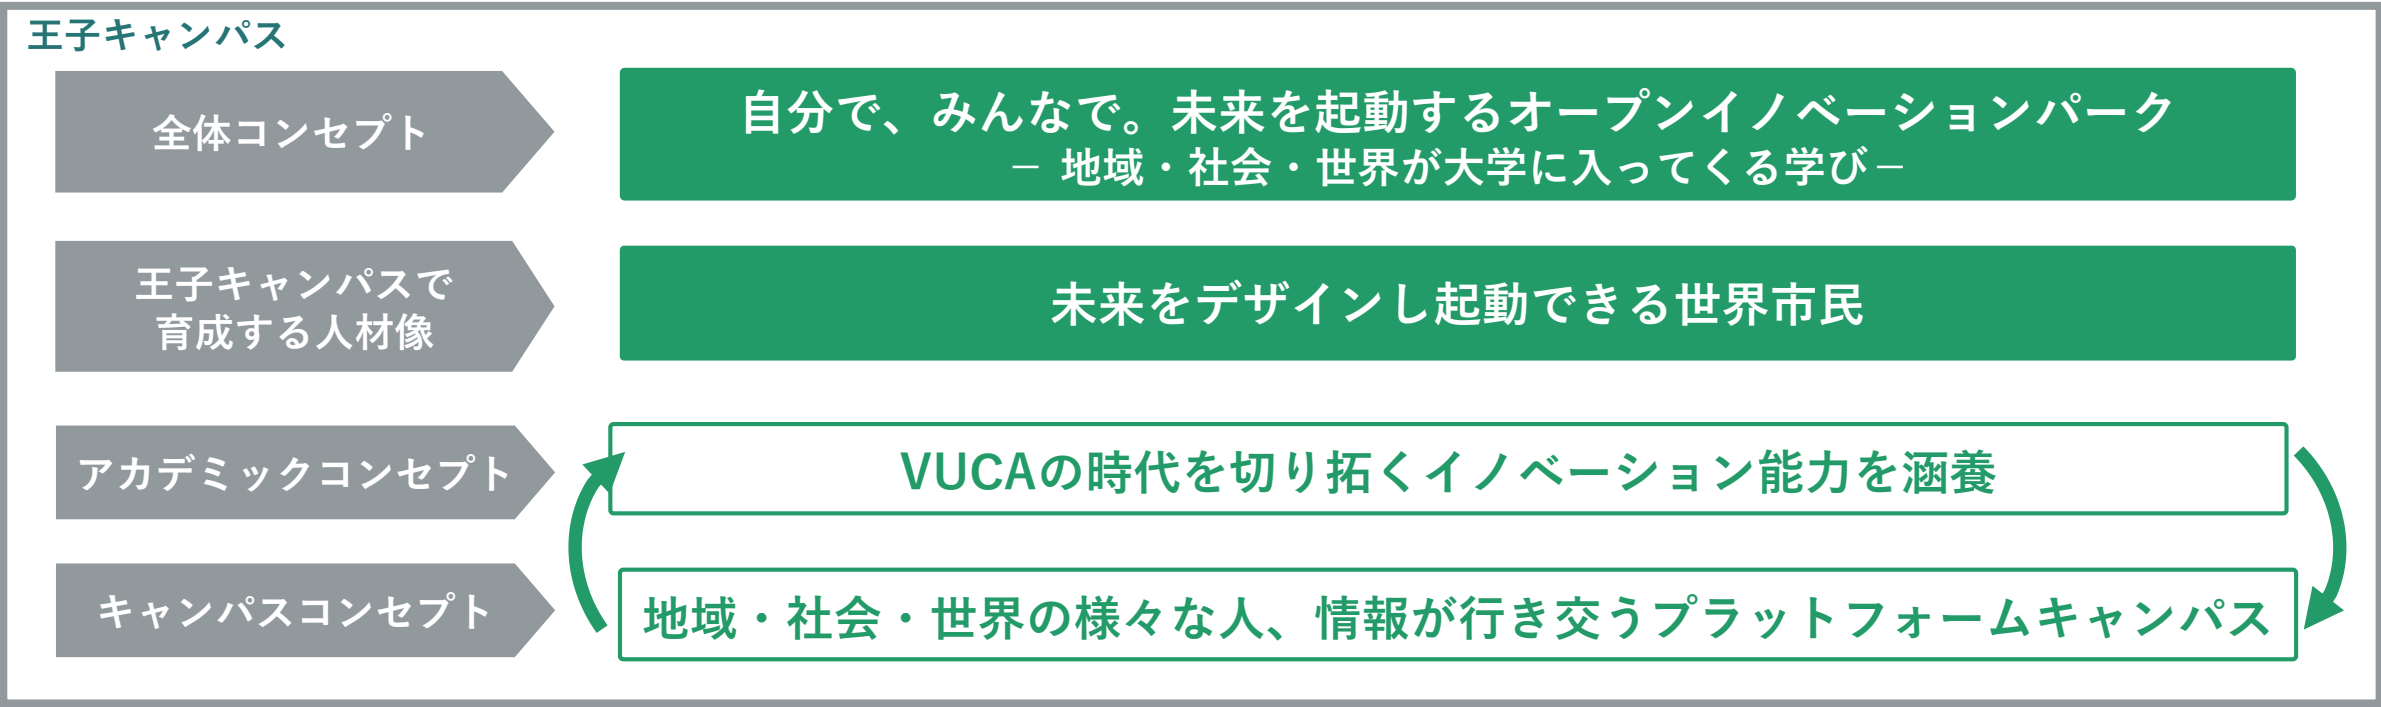 王子キャンパス
全体コンセプト
自分で、みんなで。未来を起動するオープンイノベーションパーク
― 地域・社会・世界が大学に入ってくる学び ―
王子キャンパスで
育成する人材像
未来をデザインし起動できる世界市民
アカデミックコンセプト
VUCAの時代を切り拓くイノベーション能力を涵養
キャンパスコンセプト
地域・社会・世界の様々な人、情報が行き交うプラットフォームキャンパス